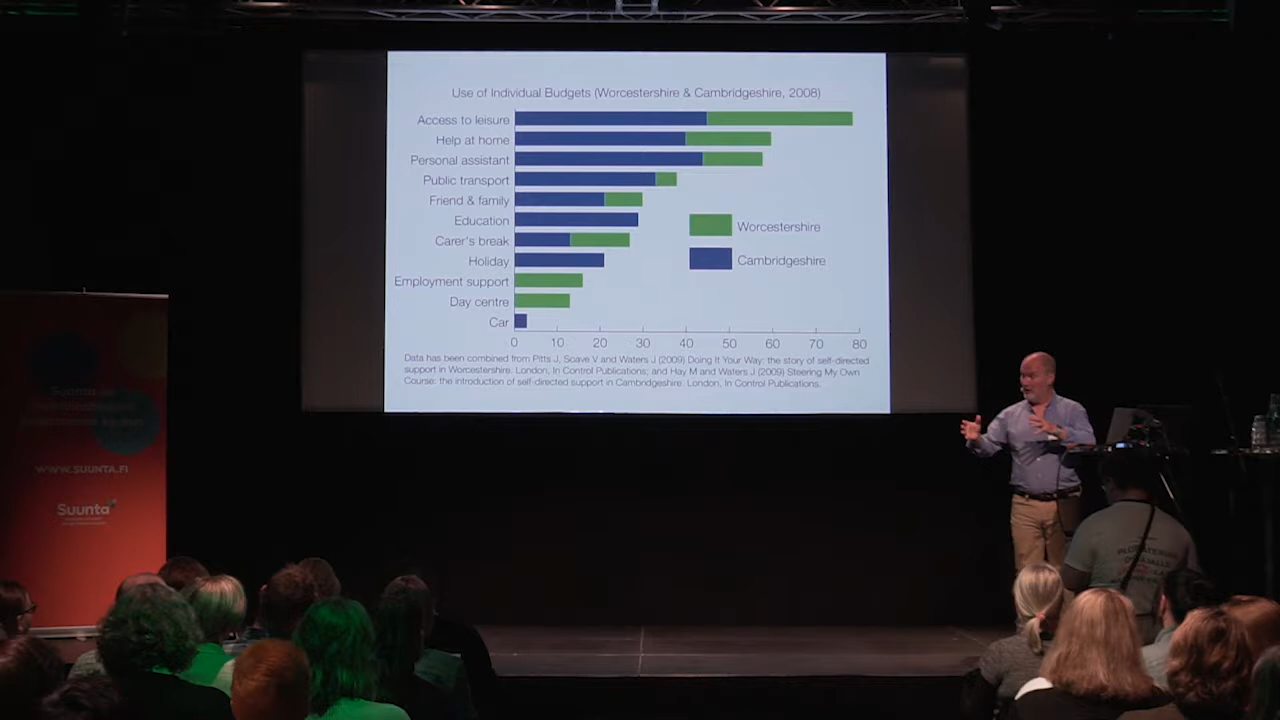 Use of Individual Budgets (Worcestershire & Cambridgeshire, 2008)
Access to leisure
Help at home
Personal assistant
Public transport
Friend & family
Education
Carer's break
Holiday
Employment support
Day centre
Car
Worcestershire
Cambridgeshire
0 10 20 30 40 50 60 70 80
Data has been combined from Pitts J, Soave V and Waters J (2009) Doing It Your Way: the story of self-directed
support in Worcestershire. London, In Control Publications; and Hay M and Waters J (2009) Steering My Own
Course: the introduction of self-directed support in Cambridgeshire. London, In Control Publications.
Suunta
WWW.SUUNTA.FI
Suunta